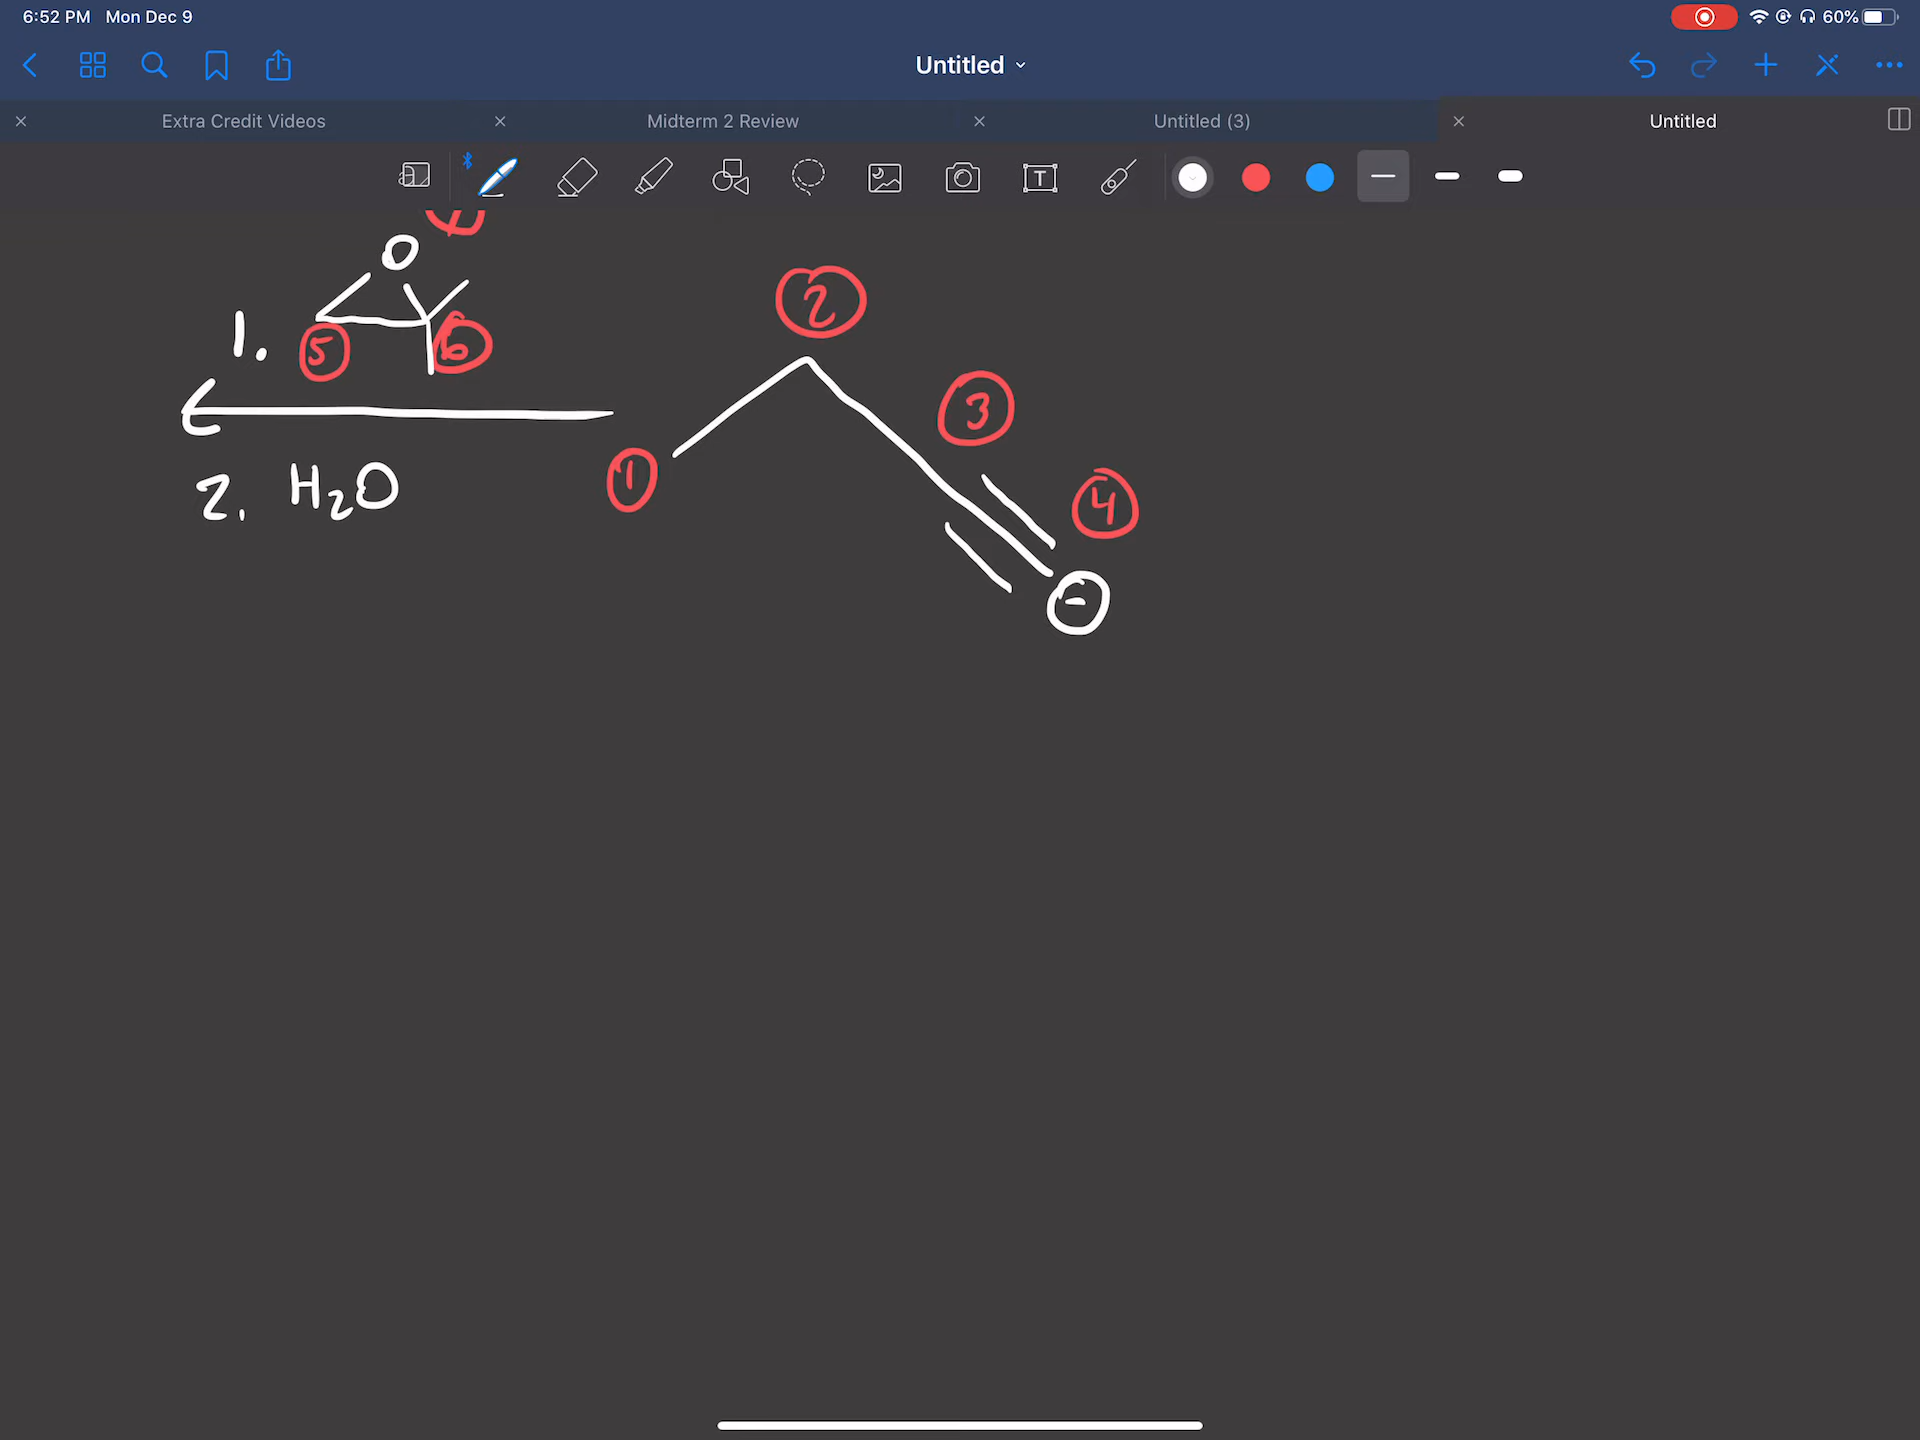 6:52 PM Mon Dec 9
60%
Untitled
Extra Credit Videos
Midterm 2 Review
Untitled (3)
Untitled
T
O
2
1.
5
6
3
1
4
2. H₂O
-